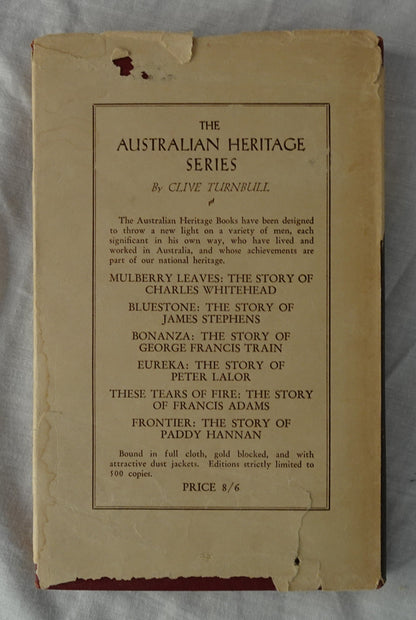 THE
AUSTRALIAN HERITAGE
SERIES
By CLIVE TURNBULL
The Australian Heritage Books have been designed
to throw a new light on a variety of men, each
significant in his own way, who have lived and
worked in Australia, and whose achievements are
part of our national heritage.
MULBERRY LEAVES: THE STORY OF
CHARLES WHITEHEAD
BLUESTONE: THE STORY OF
JAMES STEPHENS
BONANZA: THE STORY OF
GEORGE FRANCIS TRAIN
EUREKA: THE STORY OF
PETER LALOR
THESE TEARS OF FIRE: THE STORY
OF FRANCIS ADAMS
FRONTIER: THE STORY OF
PADDY HANNAN
Bound in full cloth, gold blocked, and with
attractive dust jackets. Editions strictly limited to
500 copies.
PRICE 8/6